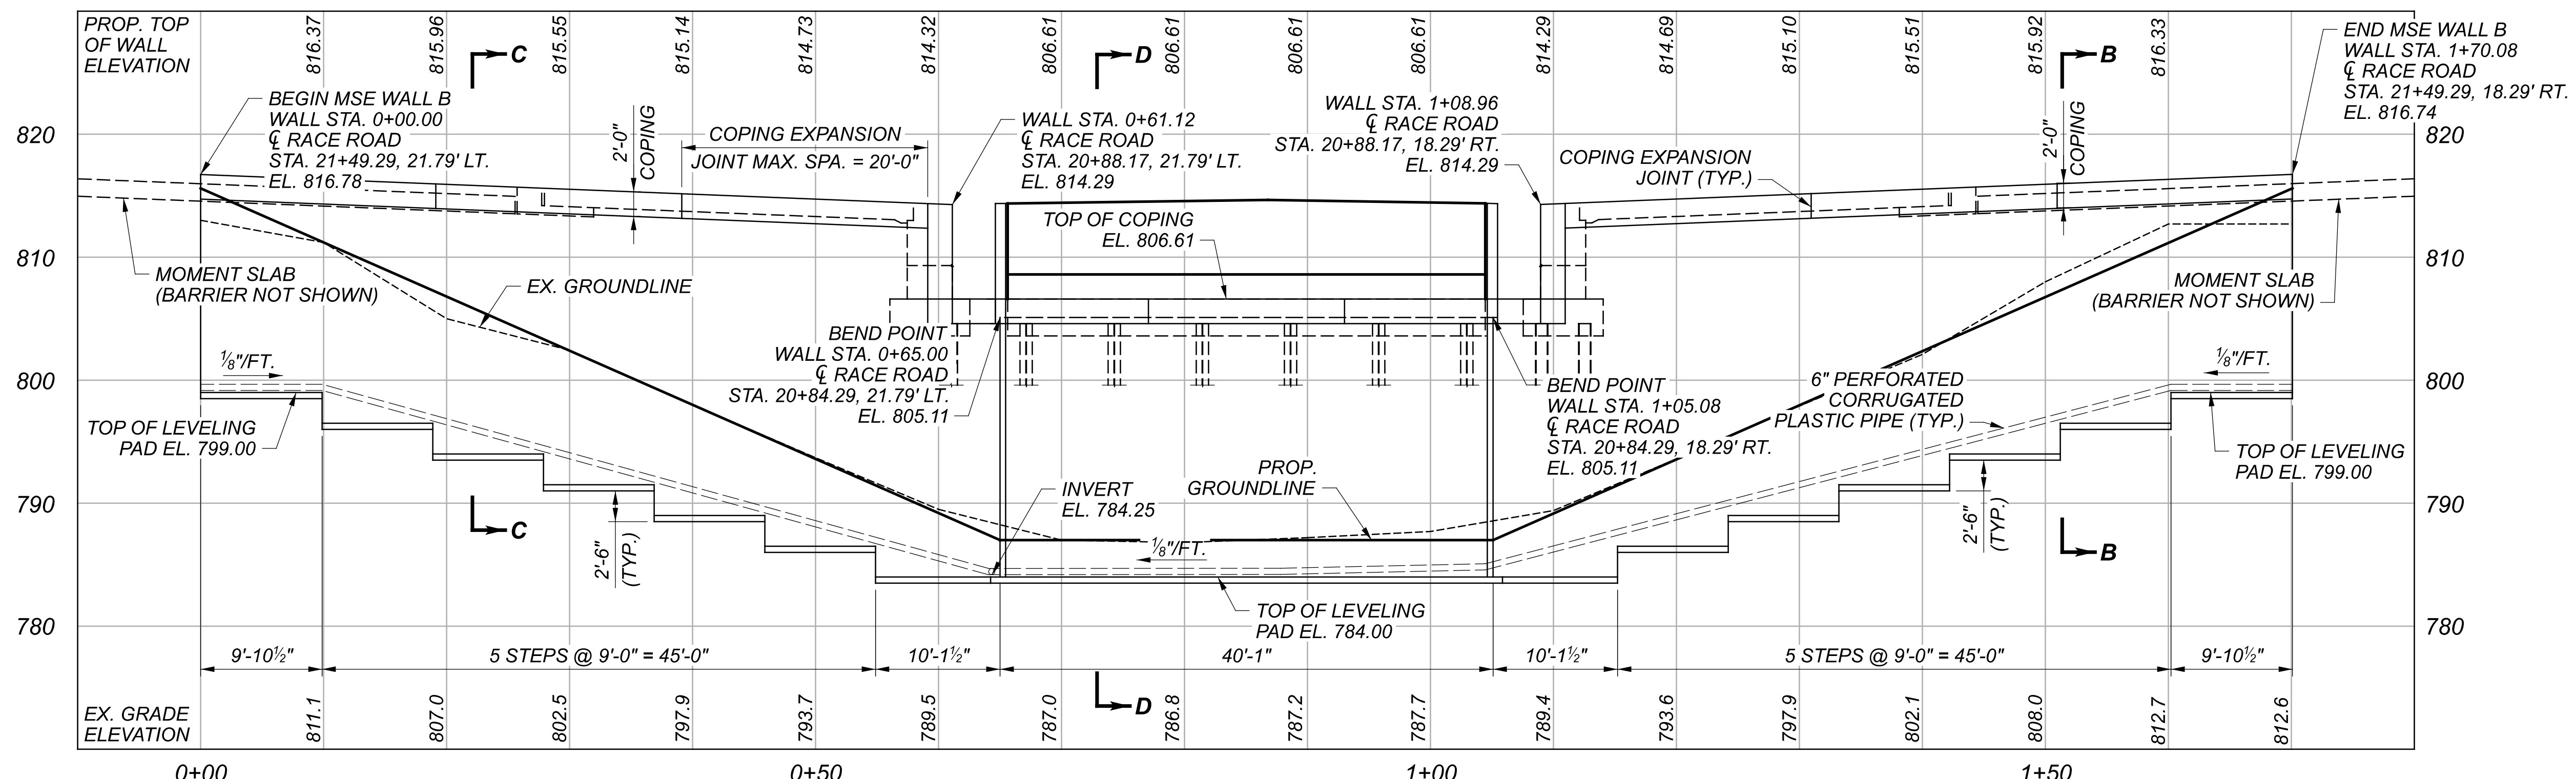 PROP. TOP
OF WALL
ELEVATION
816.37
815.96
815.55
815.14
814.73
814.32
806.61
806.61
806.61
806.61
814.29
814.69
815.10
815.51
815.92
816.33
C
D
B
BEGIN MSE WALL B
WALL STA. 0+00.00
℄ RACE ROAD
STA. 21+49.29, 21.79' LT.
EL. 816.78
2'-0"
COPING
COPING EXPANSION
JOINT MAX. SPA. = 20'-0"
WALL STA. 0+61.12
℄ RACE ROAD
STA. 20+88.17, 21.79' LT.
EL. 814.29
WALL STA. 1+08.96
℄ RACE ROAD
STA. 20+88.17, 18.29' RT.
EL. 814.29
COPING EXPANSION
JOINT (TYP.)
2'-0"
COPING
END MSE WALL B
WALL STA. 1+70.08
℄ RACE ROAD
STA. 21+49.29, 18.29' RT.
EL. 816.74
820
820
810
810
800
800
790
790
780
780
MOMENT SLAB
(BARRIER NOT SHOWN)
EX. GROUNDLINE
TOP OF COPING
EL. 806.61
MOMENT SLAB
(BARRIER NOT SHOWN)
BEND POINT
WALL STA. 0+65.00
℄ RACE ROAD
STA. 20+84.29, 21.79' LT.
EL. 805.11
BEND POINT
WALL STA. 1+05.08
℄ RACE ROAD
STA. 20+84.29, 18.29' RT.
EL. 805.11
⅛"/FT.
⅛"/FT.
6" PERFORATED
CORRUGATED
PLASTIC PIPE (TYP.)
TOP OF LEVELING
PAD EL. 799.00
TOP OF LEVELING
PAD EL. 799.00
C
2'-6"
(TYP.)
INVERT
EL. 784.25
PROP.
GROUNDLINE
⅛"/FT.
2'-6"
(TYP.)
B
TOP OF LEVELING
PAD EL. 784.00
9'-10½"
5 STEPS @ 9'-0" = 45'-0"
10'-1½"
40'-1"
10'-1½"
5 STEPS @ 9'-0" = 45'-0"
9'-10½"
D
EX. GRADE
ELEVATION
811.1
807.0
802.5
797.9
793.7
789.5
787.0
786.8
787.2
787.7
789.4
793.6
797.9
802.1
808.0
812.7
812.6
0+00
0+50
1+00
1+50